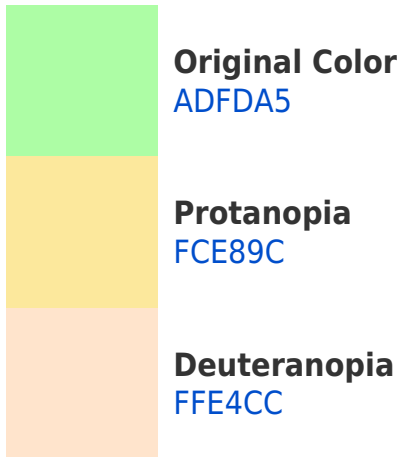 Original Color
ADFDA5
Protanopia
FCE89C
Deuteranopia
FFE4CC